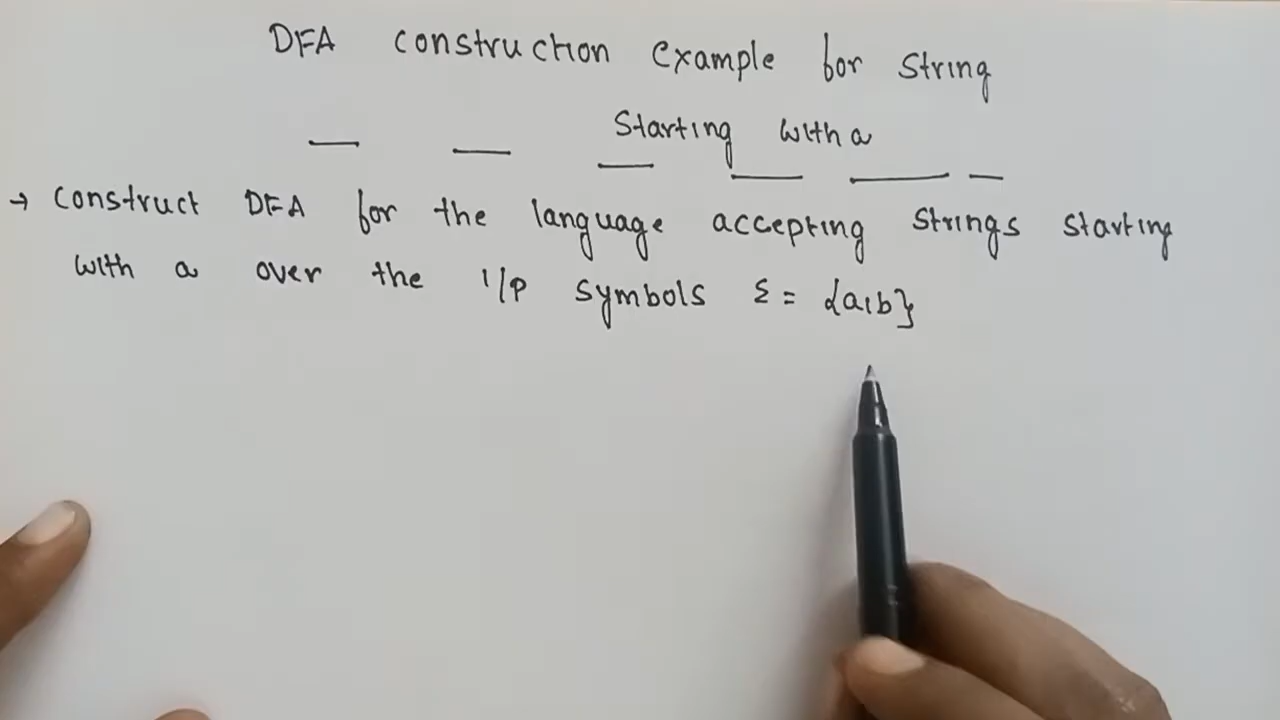 DFA construction example for string
Starting with a
→ construct DFA for the language accepting strings starting
with a over the I/P symbols Σ = {a,b}